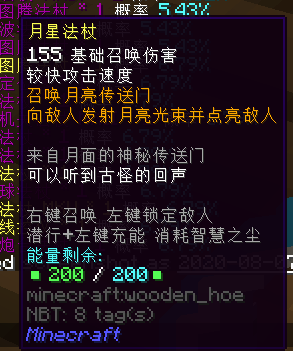 图腾法村 * 1 概率 5.43%
月星法村
155 基础召唤伤害
较快攻击速度
召唤月亮传送门
向敌人发射月亮光束并点亮敌人
来自月面的神秘传送门
可以听到古怪的回声
右键召唤 左键锁定敌人
潜行+左键充能 消耗智慧之尘
能量剩余:
200 / 200
minecraft:wooden_hoe
NBT: 8 tag(s)
Minecraft